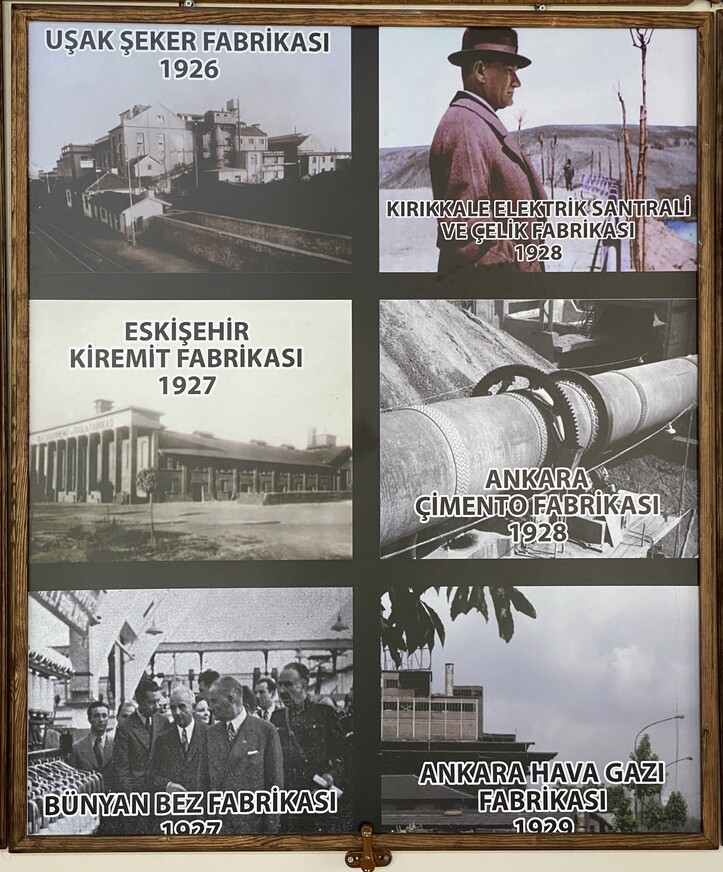 UŞAK ŞEKER FABRİKASI
1926
KIRIKKALE ELEKTRİK SANTRALİ
VE ÇELİK FABRİKASI
1928
ESKİŞEHİR
KİREMİT FABRİKASI
1927
ANKARA
ÇİMENTO FABRİKASI
1928
BÜNYAN BEZ FABRİKASI
1927
ANKARA HAVA GAZI
FABRİKASI
1929